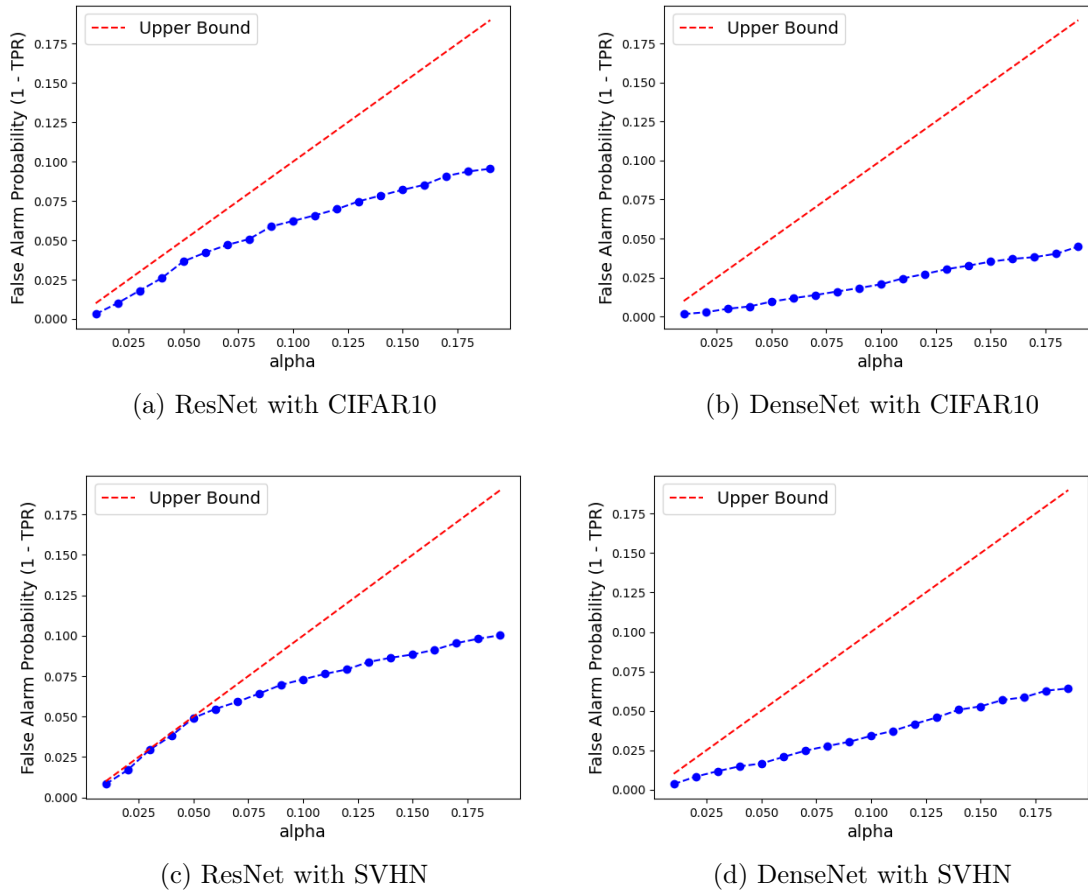 Upper Bound
False Alarm Probability (1 - TPR)
0.175
0.150
0.125
0.100
0.075
0.050
0.025
0.000
0.025 0.050 0.075 0.100 0.125 0.150 0.175
alpha
(a) ResNet with CIFAR10
Upper Bound
False Alarm Probability (1 - TPR)
0.175
0.150
0.125
0.100
0.075
0.050
0.025
0.000
0.025 0.050 0.075 0.100 0.125 0.150 0.175
alpha
(b) DenseNet with CIFAR10
Upper Bound
False Alarm Probability (1 - TPR)
0.175
0.150
0.125
0.100
0.075
0.050
0.025
0.000
0.025 0.050 0.075 0.100 0.125 0.150 0.175
alpha
(c) ResNet with SVHN
Upper Bound
False Alarm Probability (1 - TPR)
0.175
0.150
0.125
0.100
0.075
0.050
0.025
0.000
0.025 0.050 0.075 0.100 0.125 0.150 0.175
alpha
(d) DenseNet with SVHN